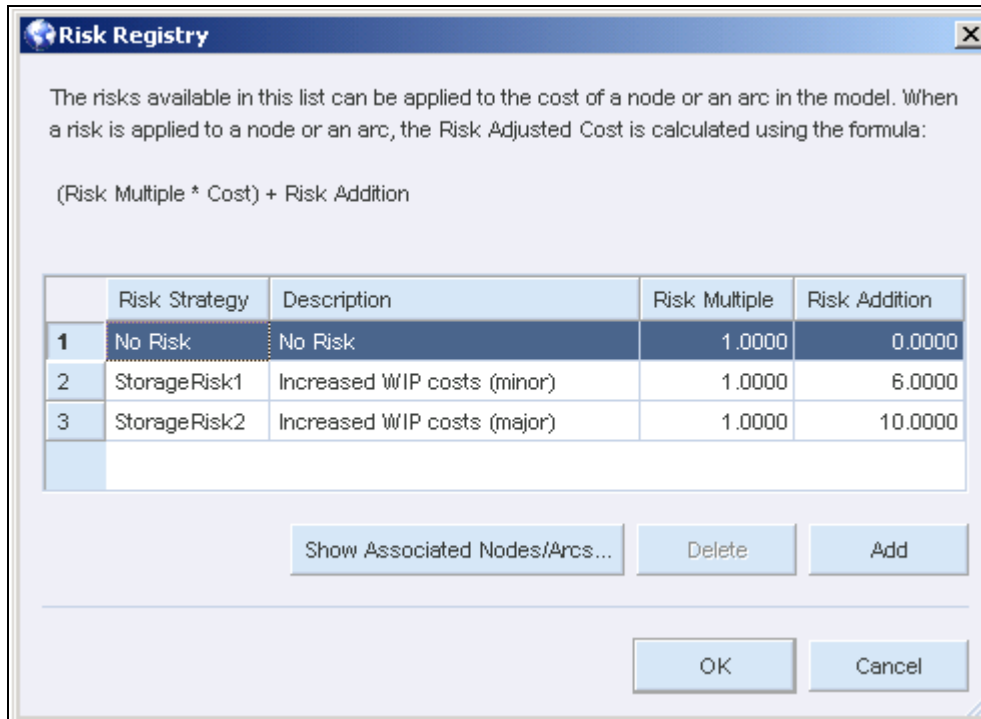 Risk Registry
The risks available in this list can be applied to the cost of a node or an arc in the model. When
a risk is applied to a node or an arc, the Risk Adjusted Cost is calculated using the formula:
(Risk Multiple * Cost) + Risk Addition
Risk Strategy Description Risk Multiple Risk Addition
1 No Risk No Risk 1.0000 0.0000
2 StorageRisk1 Increased WIP costs (minor) 1.0000 6.0000
3 StorageRisk2 Increased WIP costs (major) 1.0000 10.0000
Show Associated Nodes/Arcs... Delete Add
OK Cancel